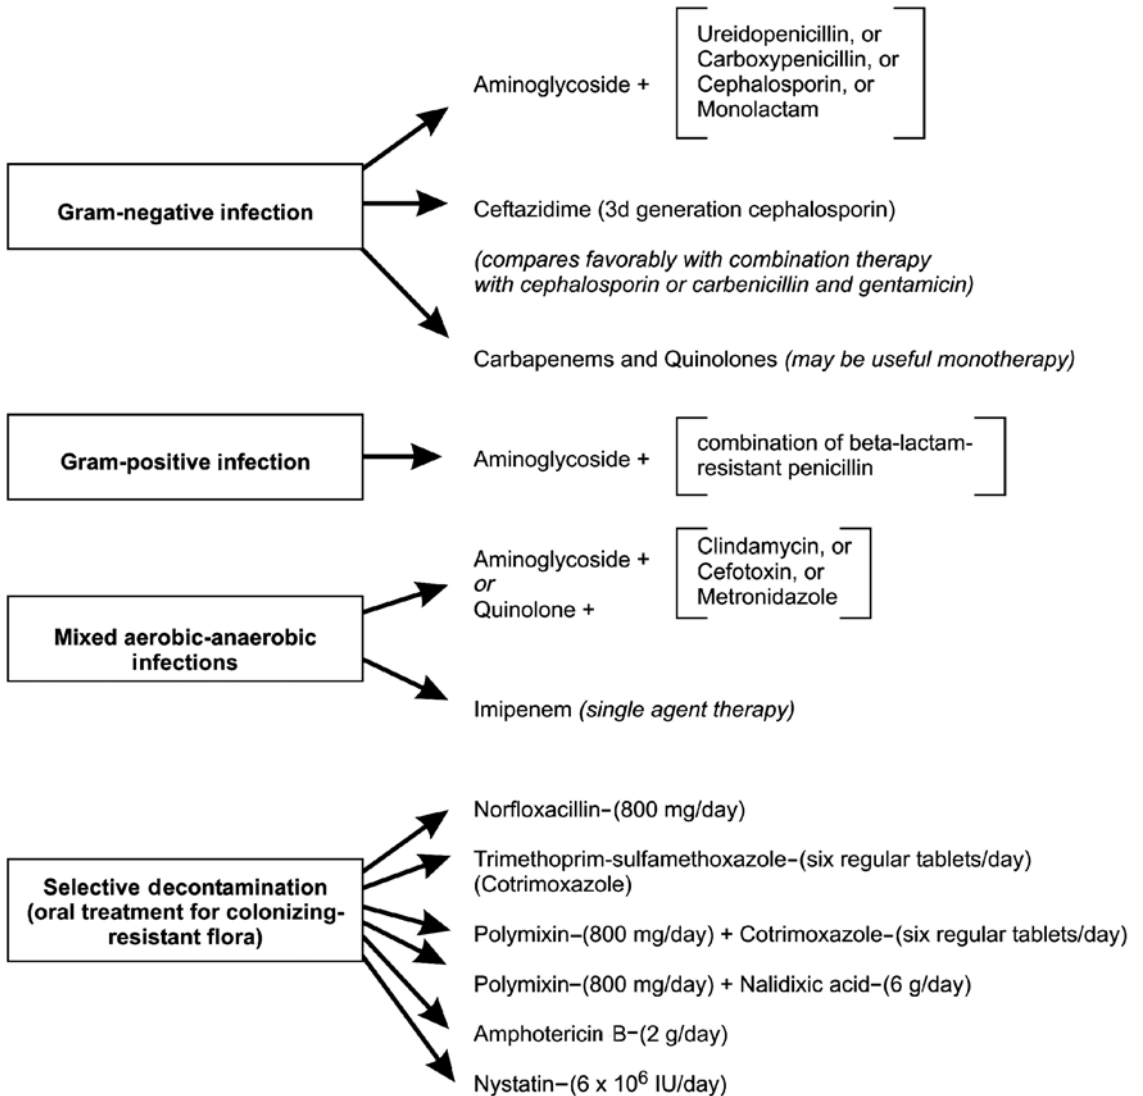 Gram-negative infection
Aminoglycoside +
Ureidopenicillin, or
Carboxypenicillin, or
Cephalosporin, or
Monolactam
Ceftazidime (3d generation cephalosporin)
(compares favorably with combination therapy
with cephalosporin or carbenicillin and gentamicin)
Carbapenems and Quinolones (may be useful monotherapy)
Gram-positive infection
Aminoglycoside +
combination of beta-lactam-
resistant penicillin
Mixed aerobic-anaerobic
infections
Aminoglycoside +
or
Quinolone +
Clindamycin, or
Cefotoxin, or
Metronidazole
Imipenem (single agent therapy)
Selective decontamination
(oral treatment for colonizing-
resistant flora)
Norfloxacillin–(800 mg/day)
Trimethoprim-sulfamethoxazole–(six regular tablets/day)
(Cotrimoxazole)
Polymixin–(800 mg/day) + Cotrimoxazole–(six regular tablets/day)
Polymixin–(800 mg/day) + Nalidixic acid–(6 g/day)
Amphotericin B–(2 g/day)
Nystatin–(6 x 10⁶ IU/day)